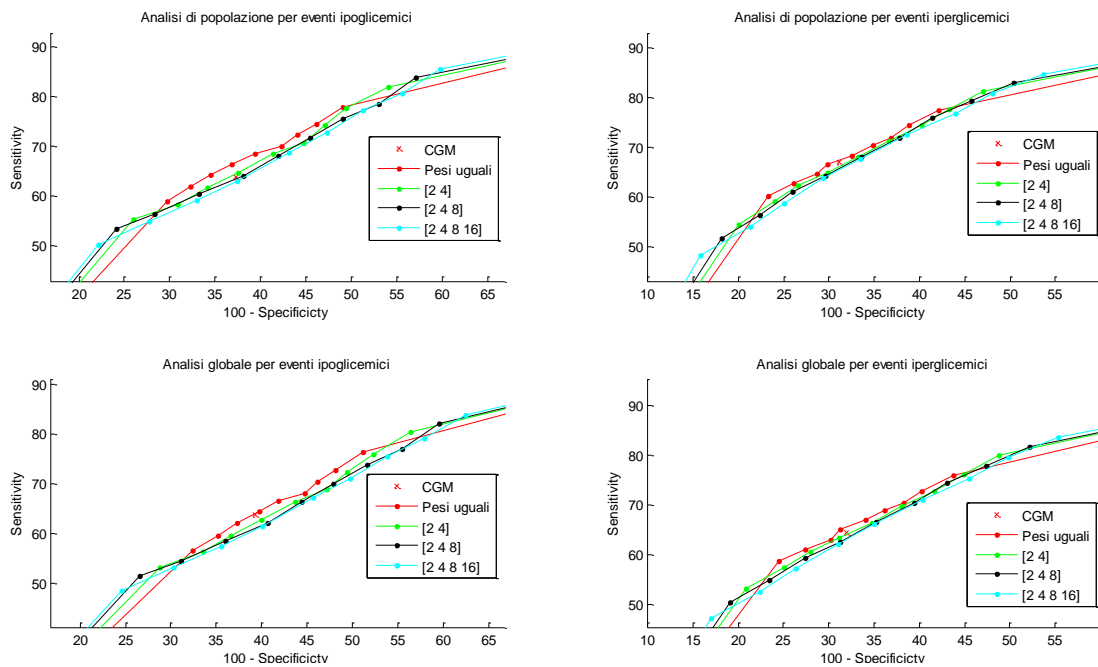 Analisi di popolazione per eventi ipoglicemici
90
80
70
60
50
Sensitivity
20 25 30 35 40 45 50 55 60 65
100 - Specificicty
CGM
Pesi uguali
[2 4]
[2 4 8]
[2 4 8 16]
Analisi di popolazione per eventi iperglicemici
90
80
70
60
50
Sensitivity
10 15 20 25 30 35 40 45 50 55
100 - Specificicty
CGM
Pesi uguali
[2 4]
[2 4 8]
[2 4 8 16]
Analisi globale per eventi ipoglicemici
90
80
70
60
50
Sensitivity
20 25 30 35 40 45 50 55 60 65
100 - Specificicty
CGM
Pesi uguali
[2 4]
[2 4 8]
[2 4 8 16]
Analisi globale per eventi iperglicemici
90
80
70
60
50
Sensitivity
10 15 20 25 30 35 40 45 50 55
100 - Specificicty
CGM
Pesi uguali
[2 4]
[2 4 8]
[2 4 8 16]